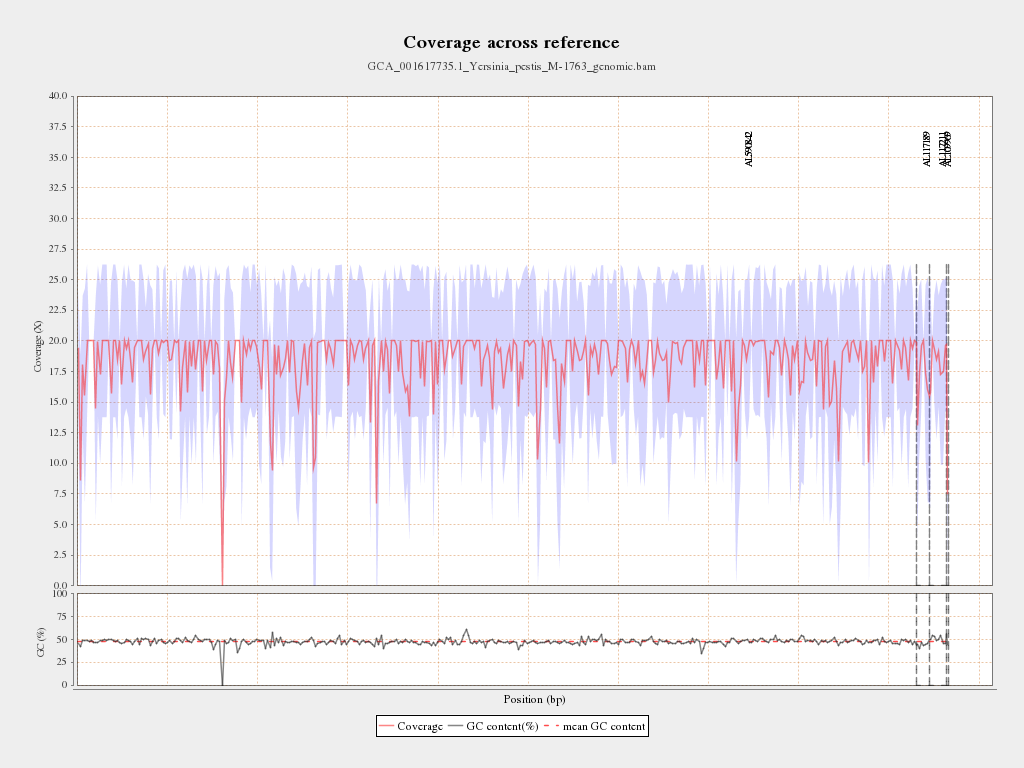 Coverage across reference
GCA_001617735.1_Yersinia_pestis_M-1763_genomic.bam
40.0
37.5
35.0
32.5
30.0
27.5
25.0
22.5
20.0
17.5
15.0
12.5
10.0
7.5
5.0
2.5
0.0
Coverage (X)
AL590842
AL117189
AL117211
AL109969
100
75
50
25
0
GC (%)
Position (bp)
Coverage GC content(%) mean GC content